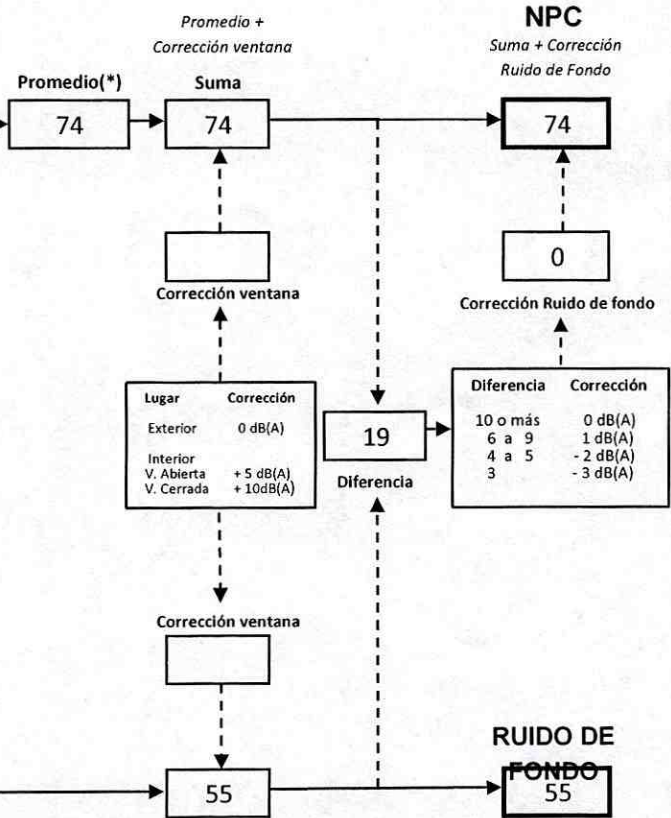 Promedio +
Corrección ventana
NPC
Suma + Corrección
Ruido de Fondo
Promedio(*)
Suma
74
74
74
0
Corrección ventana
Corrección Ruido de fondo
Lugar Corrección
Exterior 0 dB(A)
Interior
V. Abierta + 5 dB(A)
V. Cerrada + 10dB(A)
19
Diferencia
Diferencia Corrección
10 o más 0 dB(A)
6 a 9 1 dB(A)
4 a 5 - 2 dB(A)
3 - 3 dB(A)
Corrección ventana
RUIDO DE
FONDO
55
55